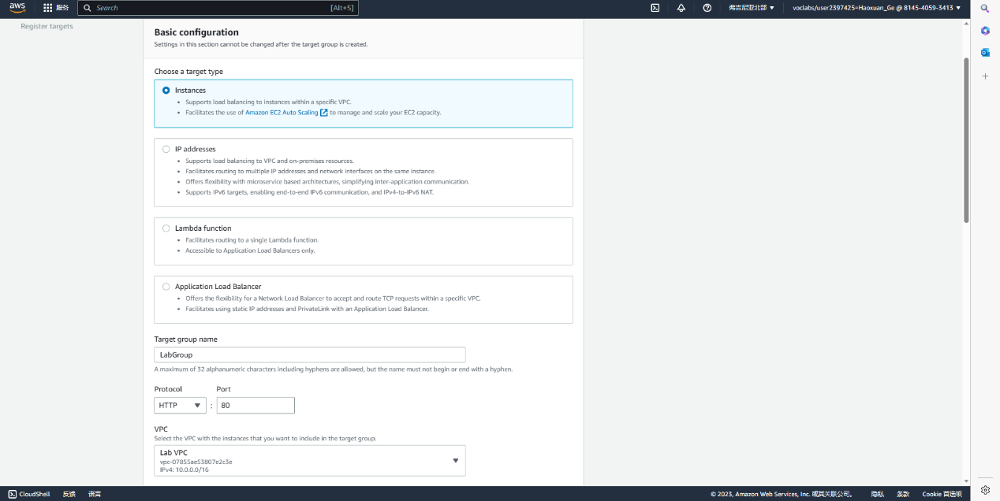 aws
服务
Search
[Alt+S]
弗吉尼亚北部 ▼
voclabs/user2397425=Haoxuan_Ge @ 8145-4059-3413 ▼
Register targets
Basic configuration
Settings in this section cannot be changed after the target group is created.
Choose a target type
Instances
• Supports load balancing to instances within a specific VPC.
• Facilitates the use of Amazon EC2 Auto Scaling to manage and scale your EC2 capacity.
IP addresses
• Supports load balancing to VPC and on-premises resources.
• Facilitates routing to multiple IP addresses and network interfaces on the same instance.
• Offers flexibility with microservice based architectures, simplifying inter-application communication.
• Supports IPv6 targets, enabling end-to-end IPv6 communication, and IPv4-to-IPv6 NAT.
Lambda function
• Facilitates routing to a single Lambda function.
• Accessible to Application Load Balancers only.
Application Load Balancer
• Offers the flexibility for a Network Load Balancer to accept and route TCP requests within a specific VPC.
• Facilitates using static IP addresses and PrivateLink with an Application Load Balancer.
Target group name
LabGroup
A maximum of 32 alphanumeric characters including hyphens are allowed, but the name must not begin or end with a hyphen.
Protocol Port
HTTP ▼ : 80
VPC
Select the VPC with the instances that you want to include in the target group.
Lab VPC
vpc-07855ae53807e2c3e
IPv4: 10.0.0.0/16
CloudShell 反馈 语言
© 2023, Amazon Web Services, Inc. 或其关联公司。 隐私 条款 Cookie 首选项